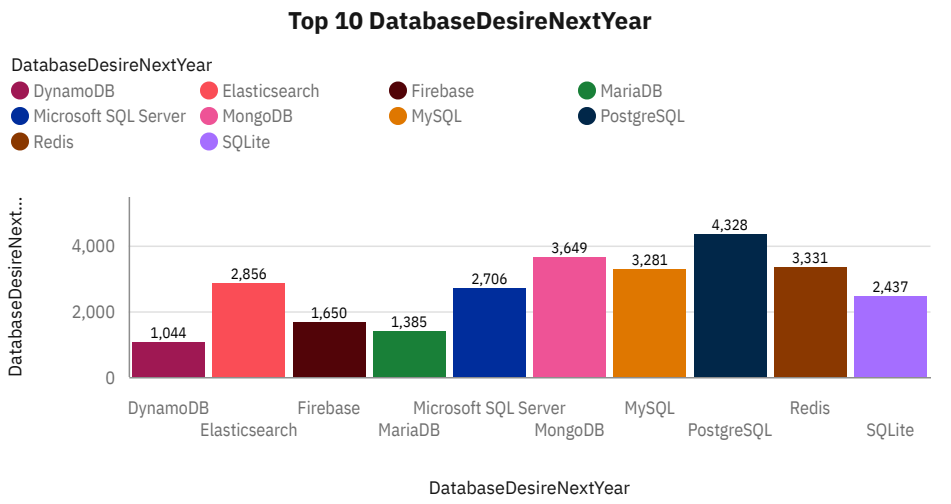 Top 10 DatabaseDesireNextYear
DatabaseDesireNextYear
DynamoDB Elasticsearch Firebase MariaDB
Microsoft SQL Server MongoDB MySQL PostgreSQL
Redis SQLite
DatabaseDesireNext...
4,000
2,000
0
1,044
2,856
1,650
1,385
2,706
3,649
3,281
4,328
3,331
2,437
DynamoDB Firebase Microsoft SQL Server MySQL Redis
Elasticsearch MariaDB MongoDB PostgreSQL SQLite
DatabaseDesireNextYear